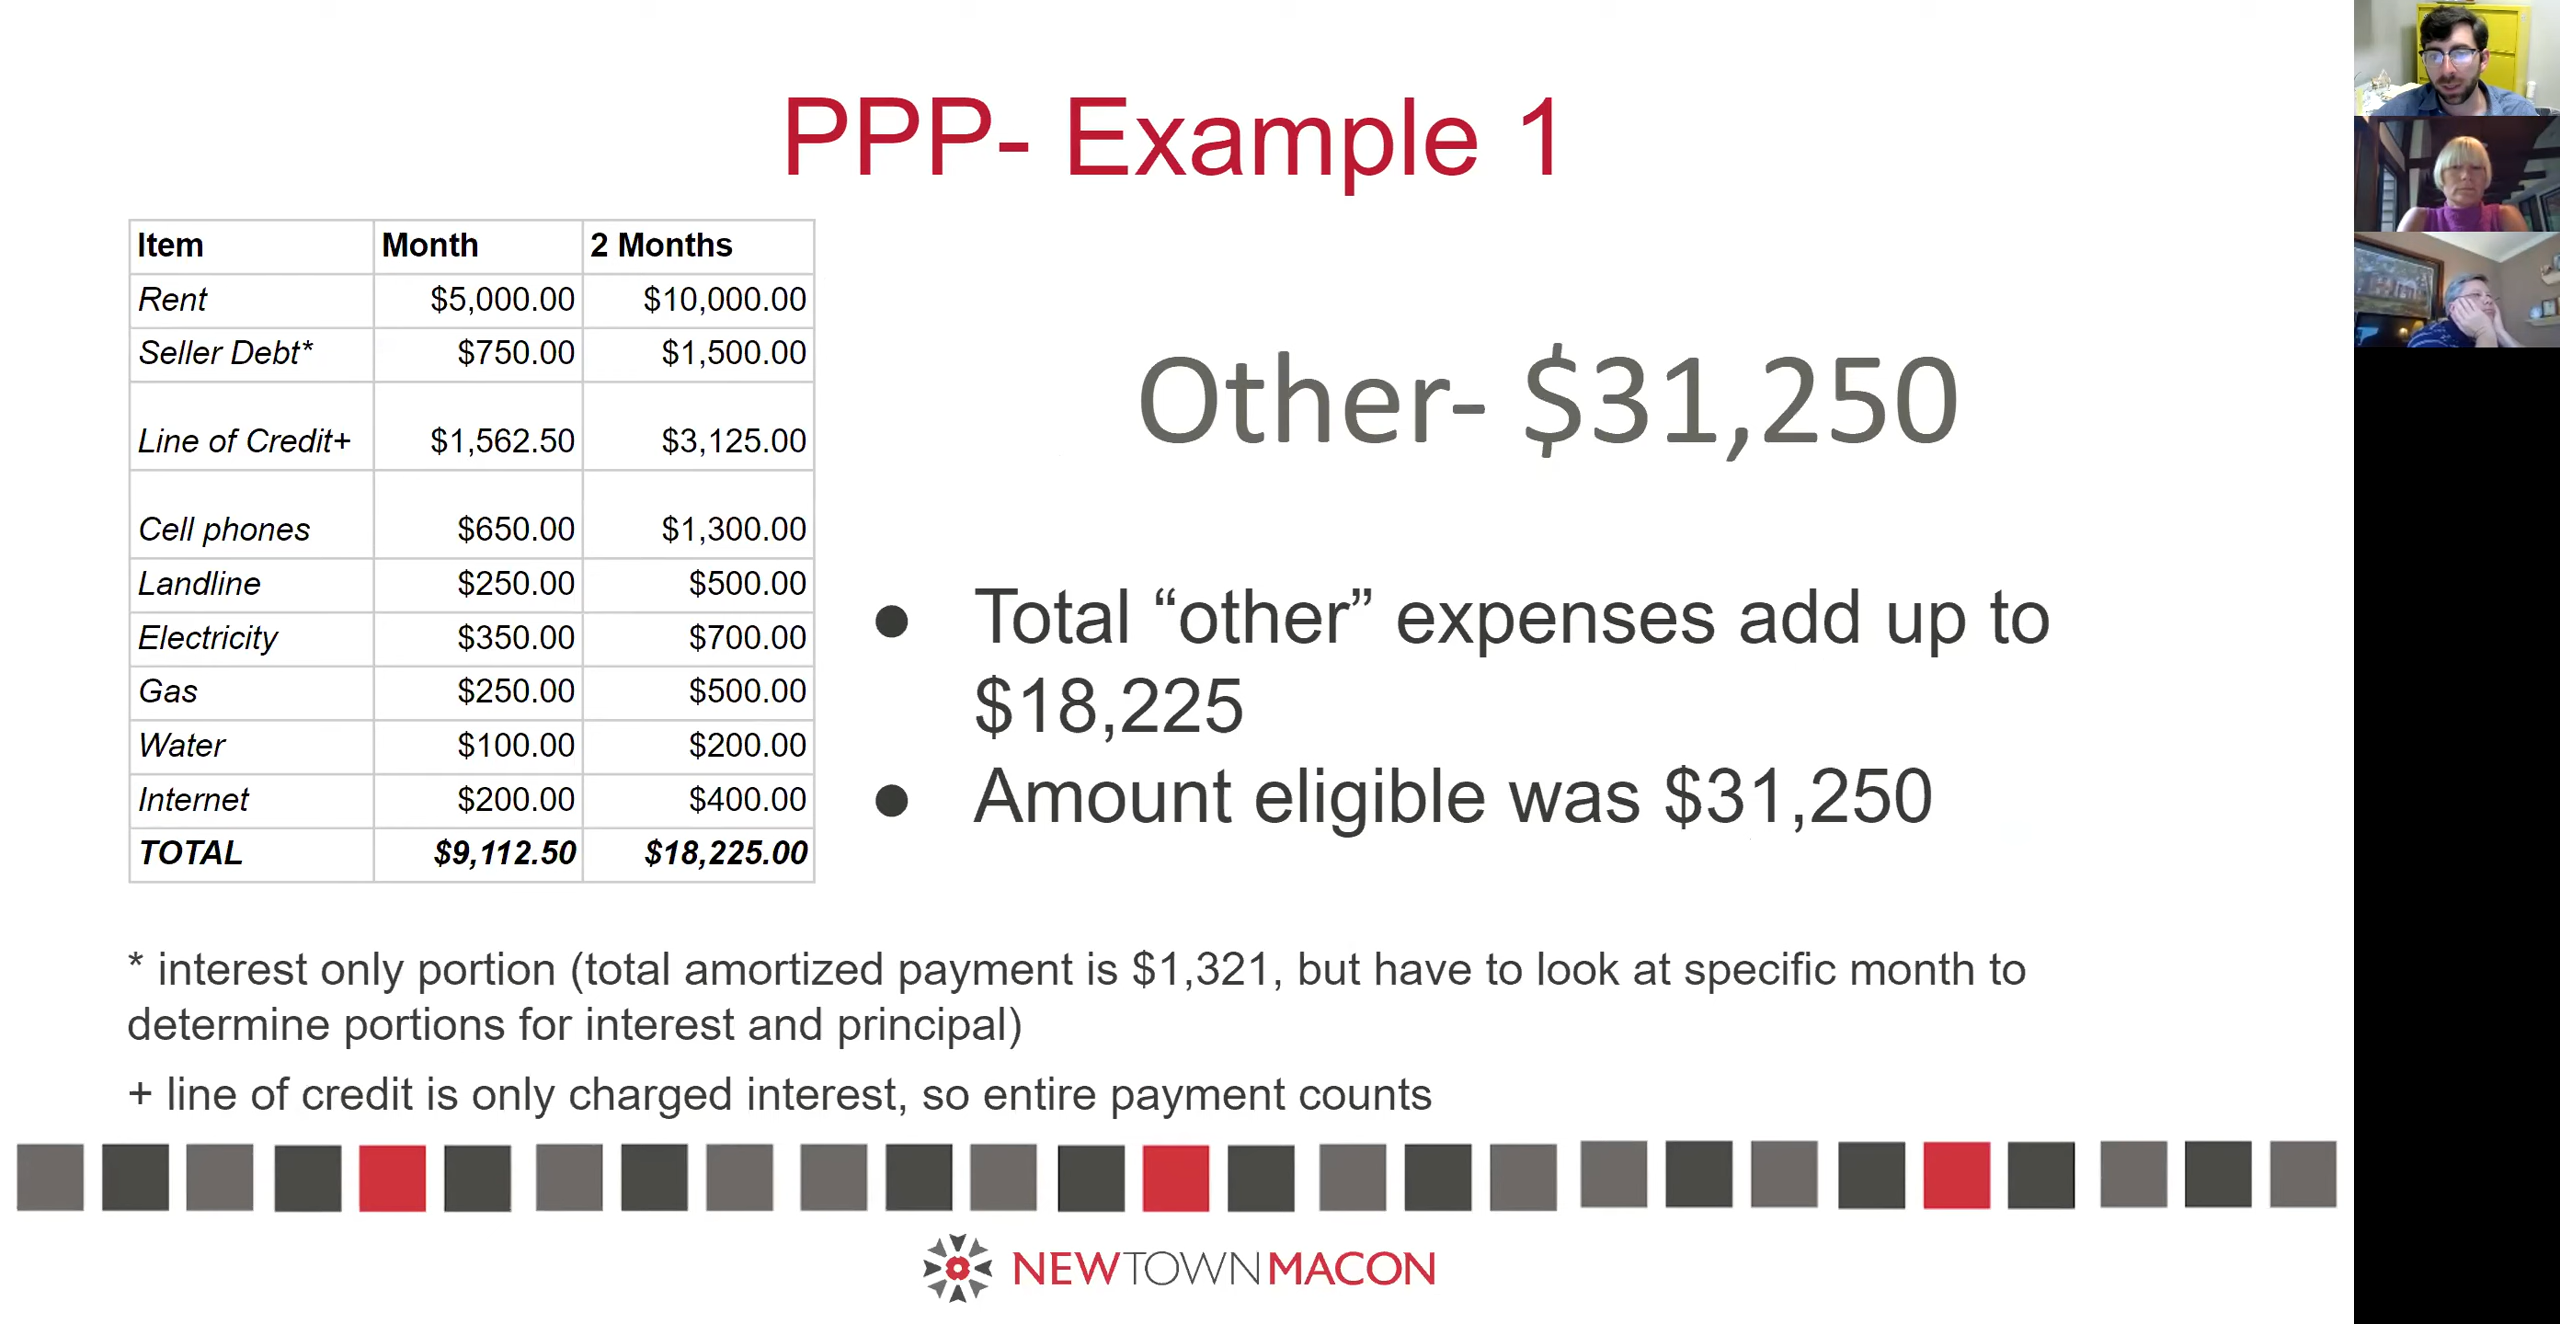 PPP- Example 1
Item Month 2 Months
Rent $5,000.00 $10,000.00
Seller Debt* $750.00 $1,500.00
Line of Credit+ $1,562.50 $3,125.00
Cell phones $650.00 $1,300.00
Landline $250.00 $500.00
Electricity $350.00 $700.00
Gas $250.00 $500.00
Water $100.00 $200.00
Internet $200.00 $400.00
TOTAL $9,112.50 $18,225.00
Other- $31,250
● Total “other” expenses add up to
$18,225
● Amount eligible was $31,250
* interest only portion (total amortized payment is $1,321, but have to look at specific month to
determine portions for interest and principal)
+ line of credit is only charged interest, so entire payment counts
NEWTOWNMACON